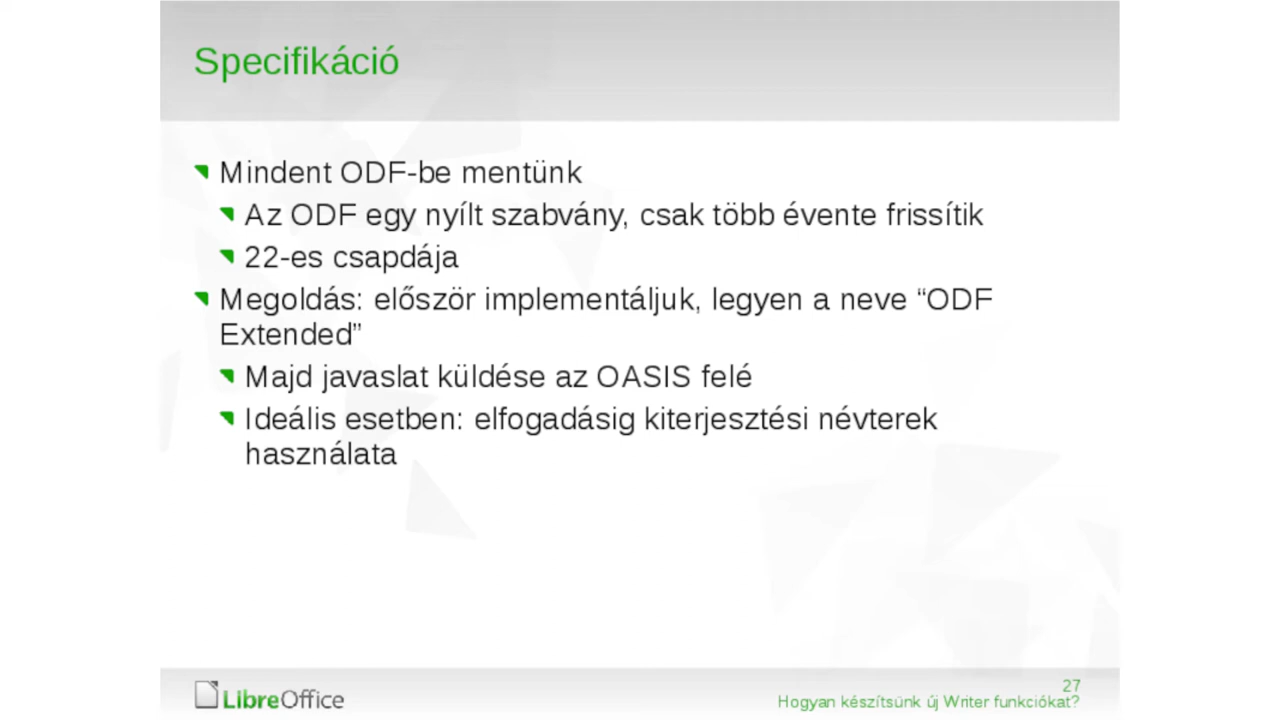 Specifikáció
Mindent ODF-be mentünk
Az ODF egy nyílt szabvány, csak több évente frissítik
22-es csapdája
Megoldás: először implementáljuk, legyen a neve “ODF
Extended”
Majd javaslat küldése az OASIS felé
Ideális esetben: elfogadásig kiterjesztési névterek
használata
LibreOffice
27
Hogyan készítsünk új Writer funkciókat?